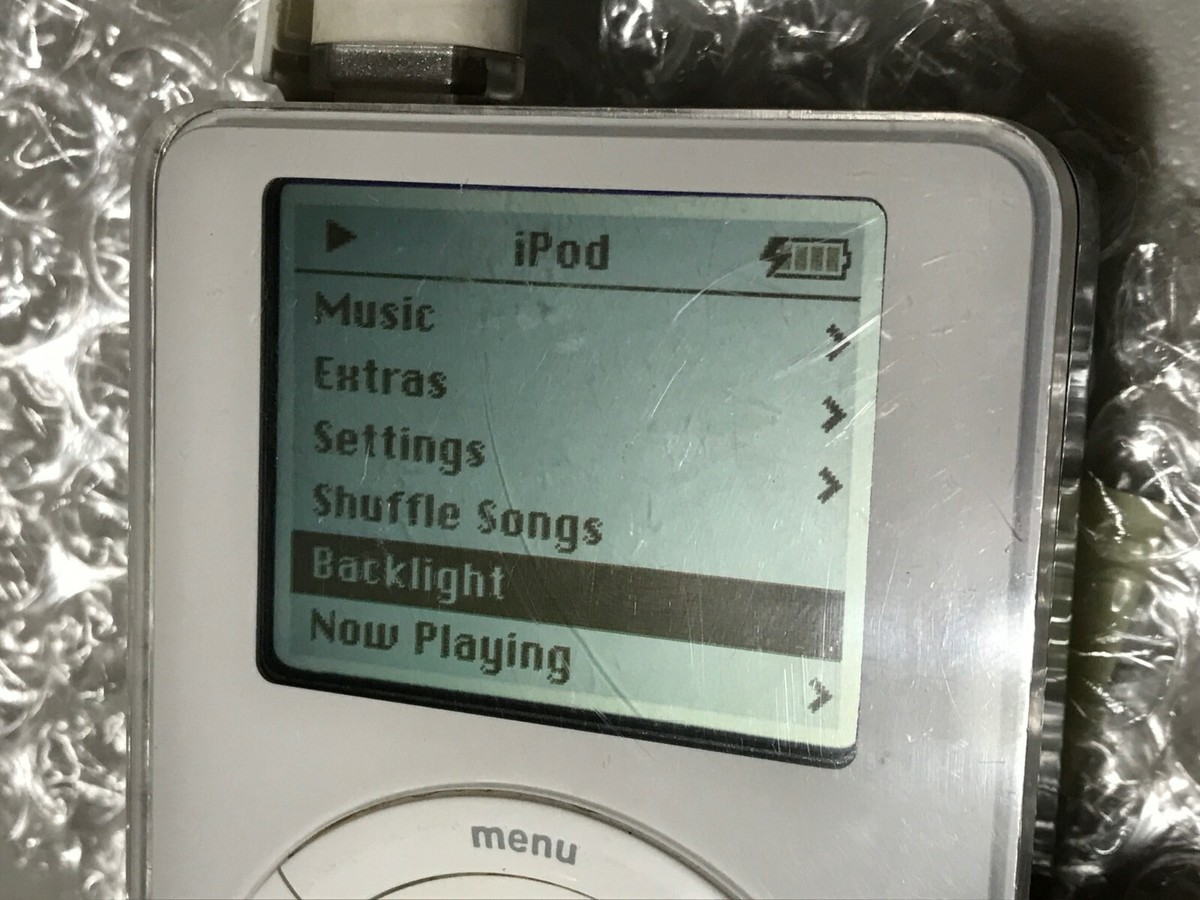 iPod
Music
Extras
Settings
Shuffle Songs
Backlight
Now Playing
menu